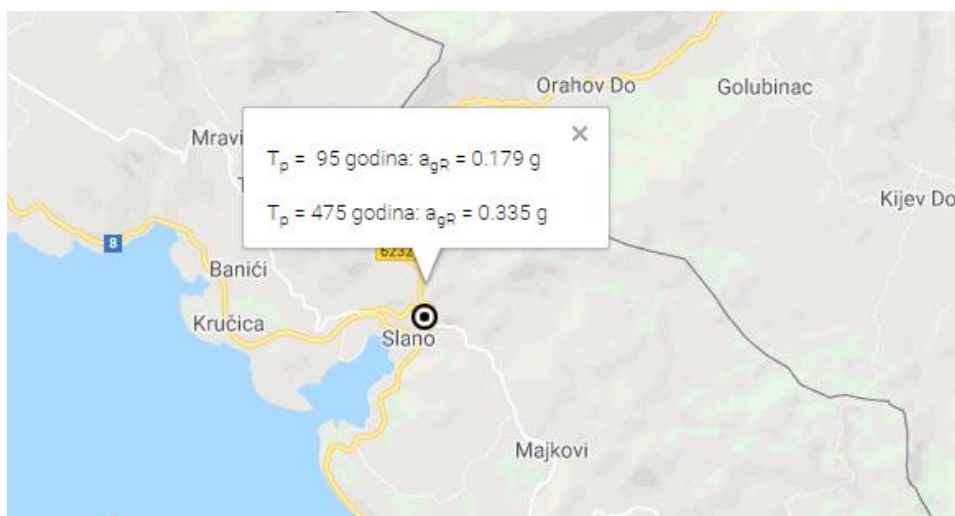 Orahov Do
Golubinac
Mravi
×
Tp = 95 godina: agR = 0.179 g
Tp = 475 godina: agR = 0.335 g
Kijev Do
8
6232
Banići
Kručica
Slano
Majkovi